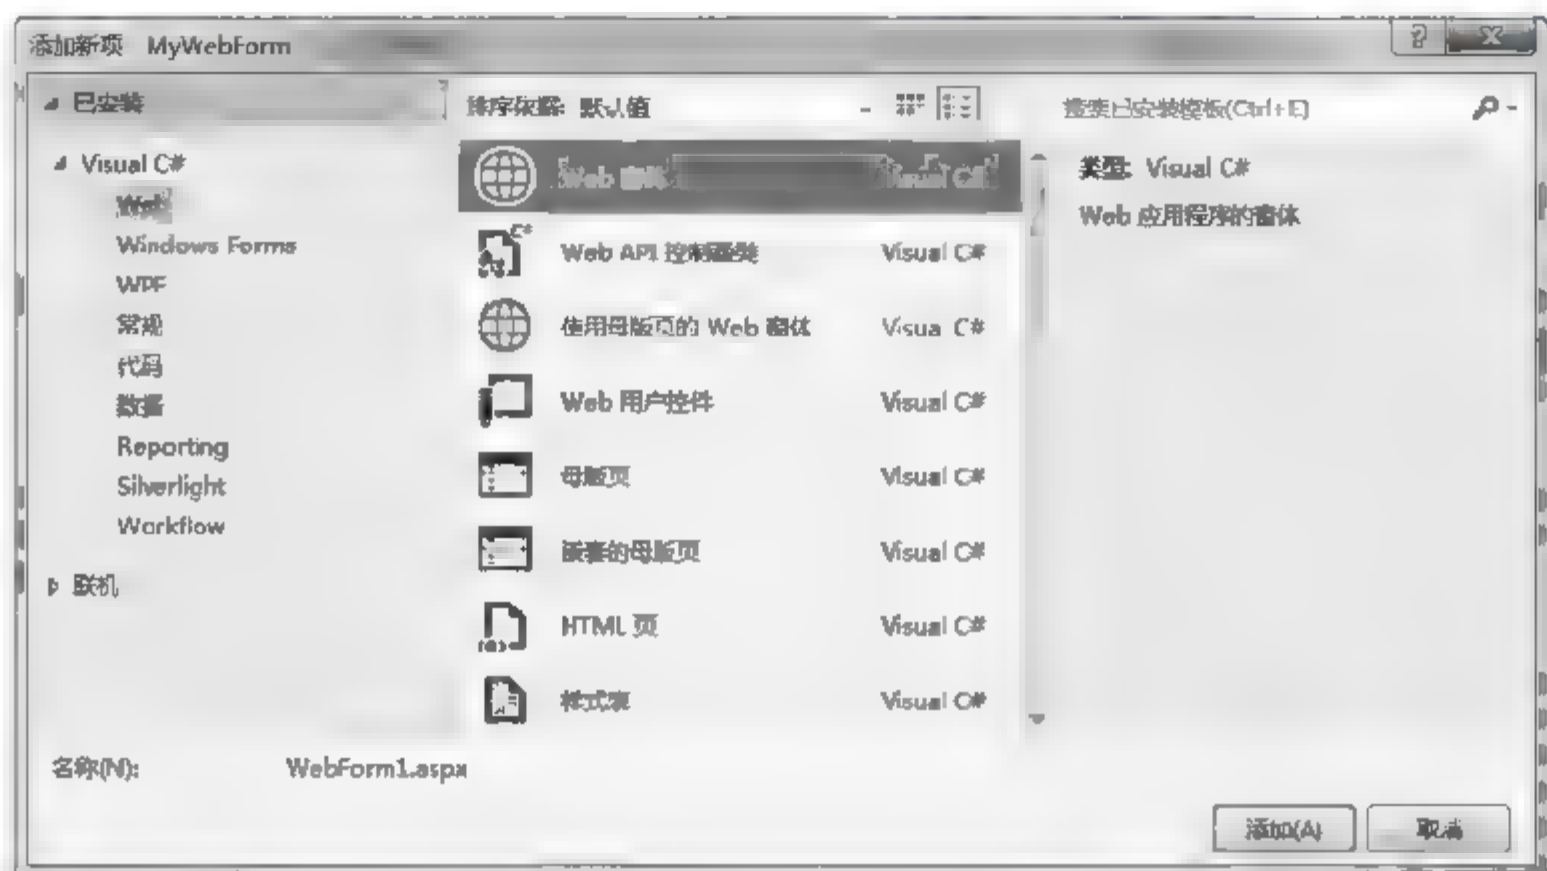 添加新项 MyWebForm
已安装
Visual C#
Web
Windows Forms
WPF
常规
代码
数据
Reporting
Silverlight
Workflow
联机
排序依据: 默认值
Web 窗体 Visual C#
Web API 控制器类 Visual C#
使用母版页的 Web 窗体 Visual C#
Web 用户控件 Visual C#
母版页 Visual C#
嵌套的母版页 Visual C#
HTML 页 Visual C#
样式表 Visual C#
搜索已安装模板(Ctrl+E)
类型: Visual C#
Web 应用程序的窗体
名称(N): WebForm1.aspx
添加(A) 取消